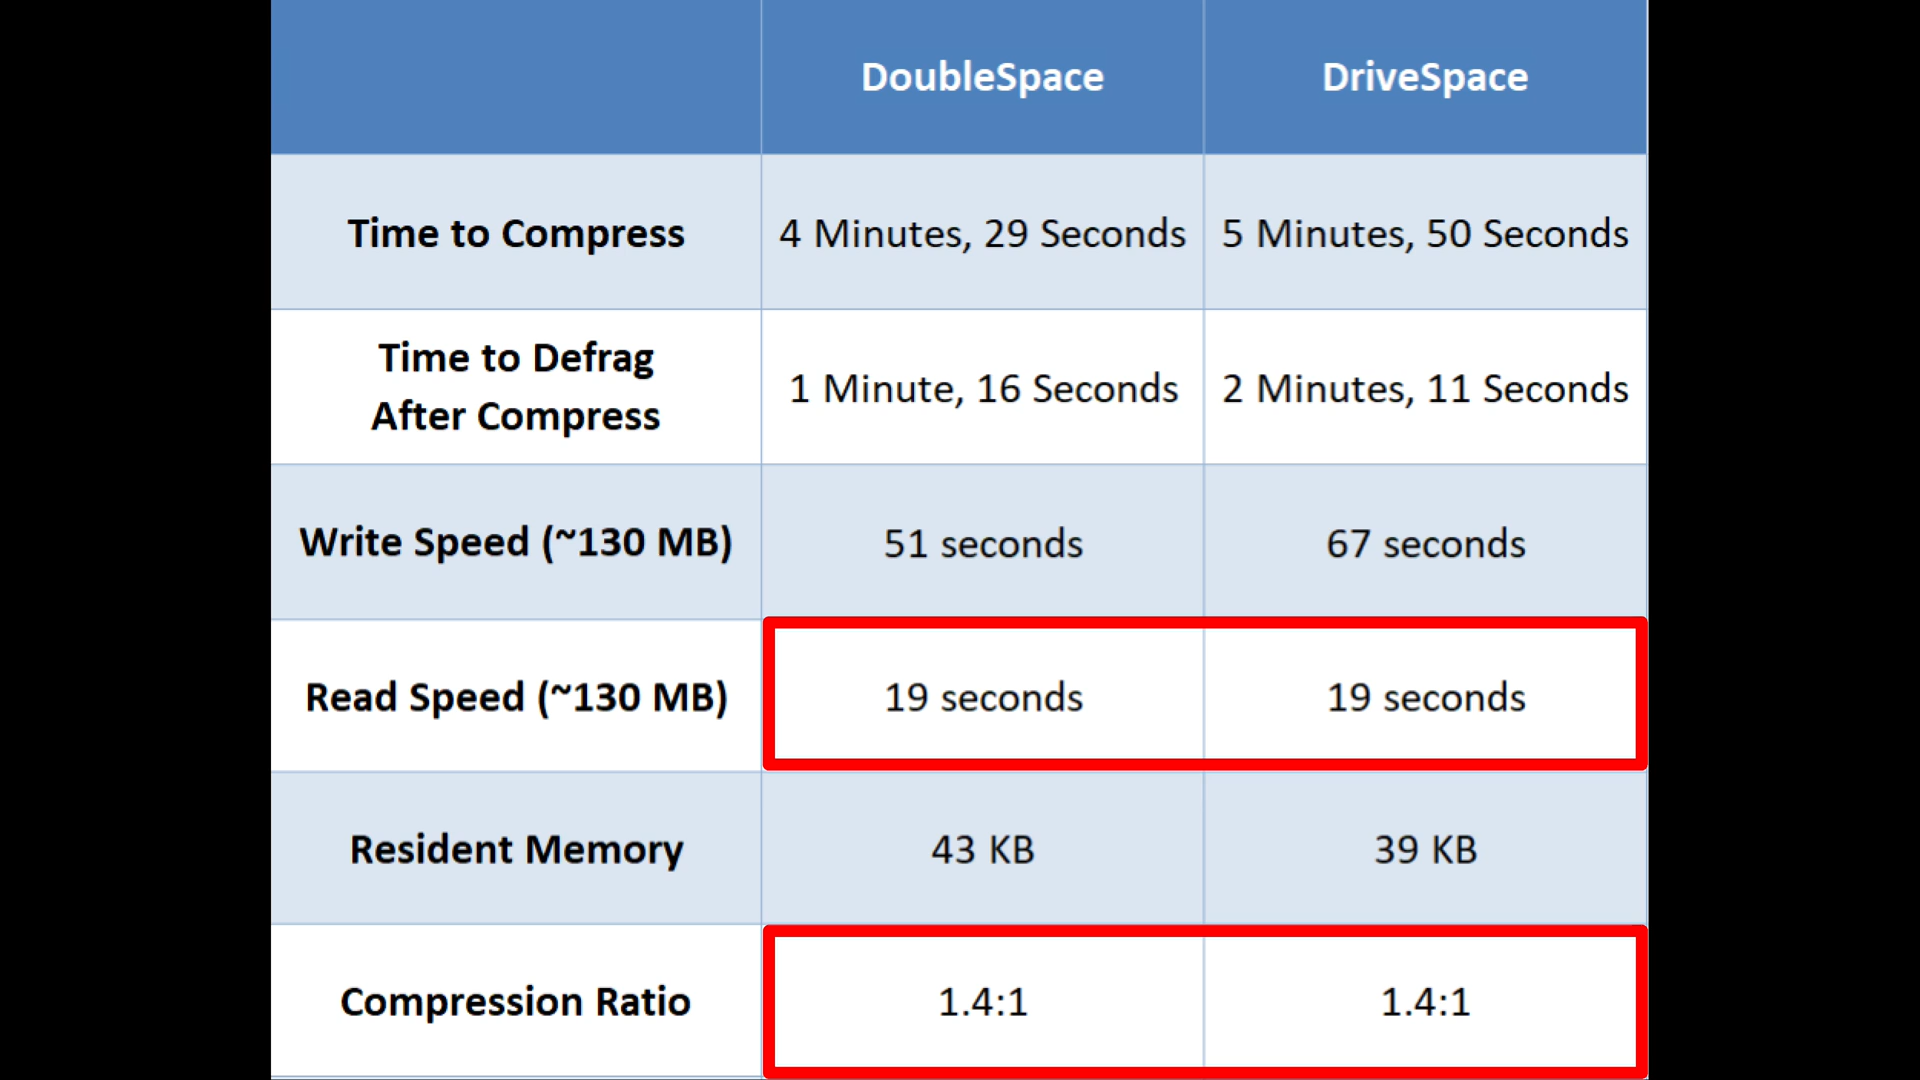 DoubleSpace DriveSpace
Time to Compress 4 Minutes, 29 Seconds 5 Minutes, 50 Seconds
Time to Defrag
After Compress 1 Minute, 16 Seconds 2 Minutes, 11 Seconds
Write Speed (~130 MB) 51 seconds 67 seconds
Read Speed (~130 MB) 19 seconds 19 seconds
Resident Memory 43 KB 39 KB
Compression Ratio 1.4:1 1.4:1